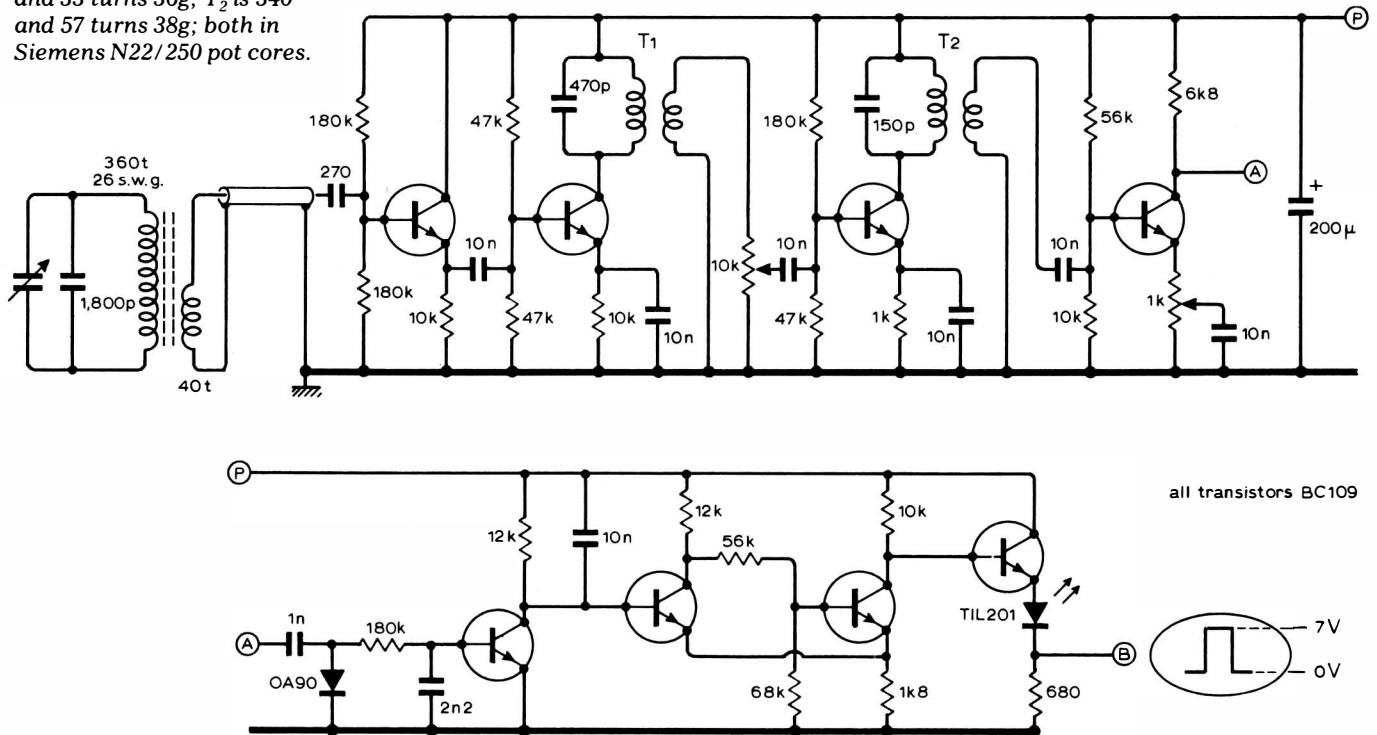 and 33 turns 36g; T₂ is 340
and 57 turns 38g; both in
Siemens N22/250 pot cores.
P
T1
T2
470p
150p
6k8
180k
47k
180k
56k
360t
26 s.w.g.
270
A
+
200µ
10n
10k
10n
10n
1k
1,800p
180k
10k
47k
10k
10n
47k
1k
10n
10k
10n
40t
P
all transistors BC109
12k
10n
12k
56k
10k
1n
180k
TIL201
7V
A
B
0V
OA90
2n2
68k
1k8
680